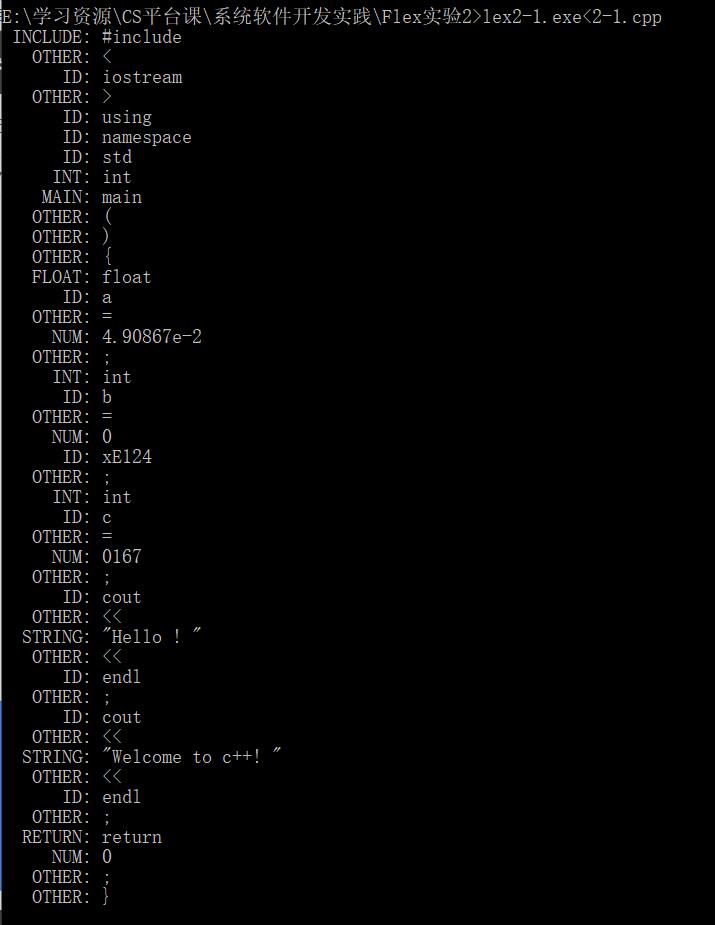 E:\学习资源\CS平台课\系统软件开发实践\Flex实验2>lex2-1.exe<2-1.cpp
INCLUDE: #include
OTHER: <
ID: iostream
OTHER: >
ID: using
ID: namespace
ID: std
INT: int
MAIN: main
OTHER: (
OTHER: )
OTHER: {
FLOAT: float
ID: a
OTHER: =
NUM: 4.90867e-2
OTHER: ;
INT: int
ID: b
OTHER: =
NUM: 0
ID: xE124
OTHER: ;
INT: int
ID: c
OTHER: =
NUM: 0167
OTHER: ;
ID: cout
OTHER: <<
STRING: "Hello ! "
OTHER: <<
ID: endl
OTHER: ;
ID: cout
OTHER: <<
STRING: "Welcome to c++! "
OTHER: <<
ID: endl
OTHER: ;
RETURN: return
NUM: 0
OTHER: ;
OTHER: }